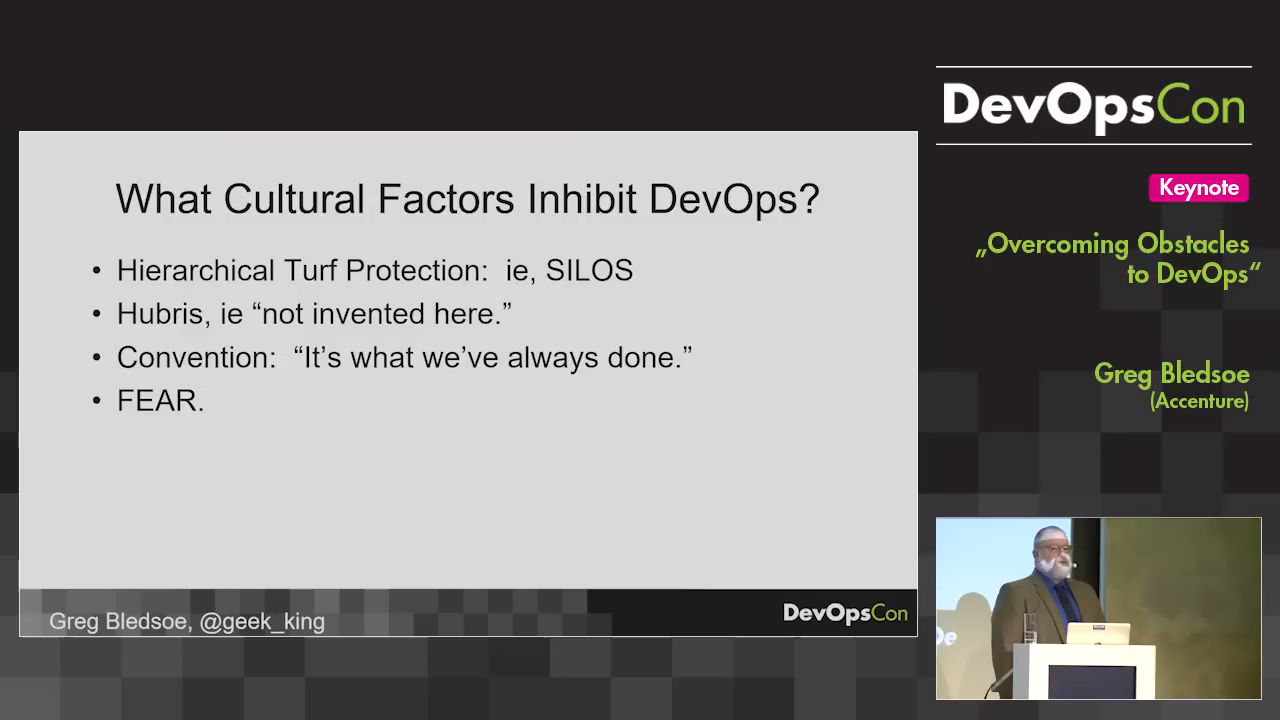 What Cultural Factors Inhibit DevOps?
• Hierarchical Turf Protection:  ie, SILOS
• Hubris, ie “not invented here.”
• Convention:  “It’s what we’ve always done.”
• FEAR.
Greg Bledsoe, @geek_king
DevOpsCon
DevOpsCon
Keynote
„Overcoming Obstacles
to DevOps“
Greg Bledsoe
(Accenture)
De